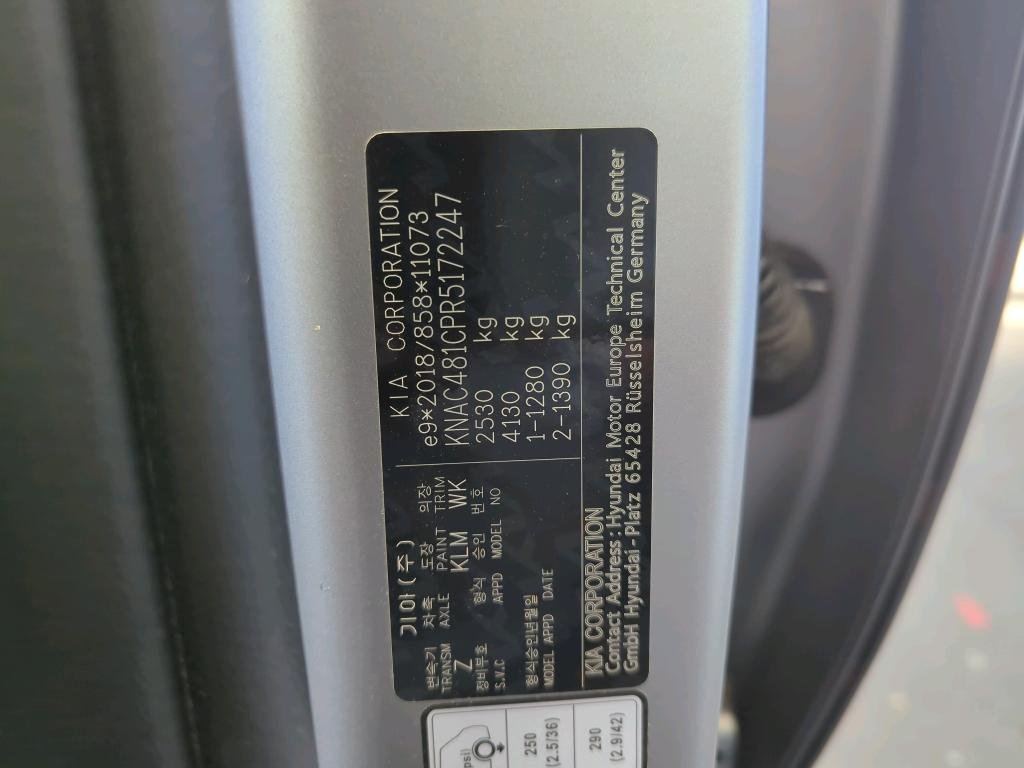 기아(주) KIA CORPORATION
변속기 차축 도장 의장 e9*2018/858*11073
TRANSM AXLE PAINT TRIM KNAC481CPR5172247
Z KLM WK 2530 kg
정비부호 형식 승인 번호 4130 kg
S.V.C APPD MODEL NO 1-1280 kg
형식승인년월일 2-1390 kg
MODEL APPD DATE
KIA CORPORATION
Contact Address:Hyundai Motor Europe Technical Center
GmbH Hyundai-Platz 65428 Rüsselsheim Germany
psi)
250
(2.5/36)
290
(2.9/42)